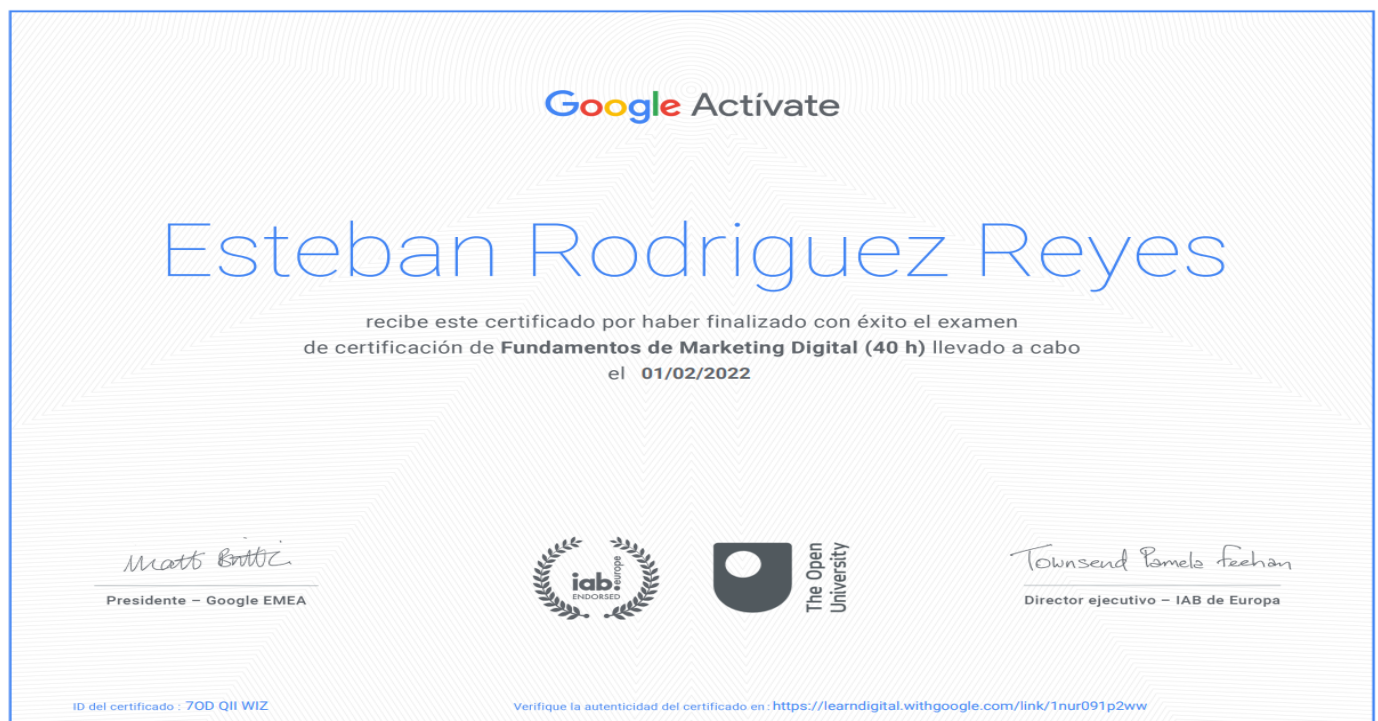 Google Actívate
Esteban Rodriguez Reyes
recibe este certificado por haber finalizado con éxito el examen
de certificación de Fundamentos de Marketing Digital (40 h) llevado a cabo
el 01/02/2022
Matt
Presidente – Google EMEA
iab europe
ENDORSED
The Open
University
Townsend Pamela Feehan
Director ejecutivo – IAB de Europa
ID del certificado : 7OD QII WIZ
Verifique la autenticidad del certificado en : https://learndigital.withgoogle.com/link/1nur091p2ww